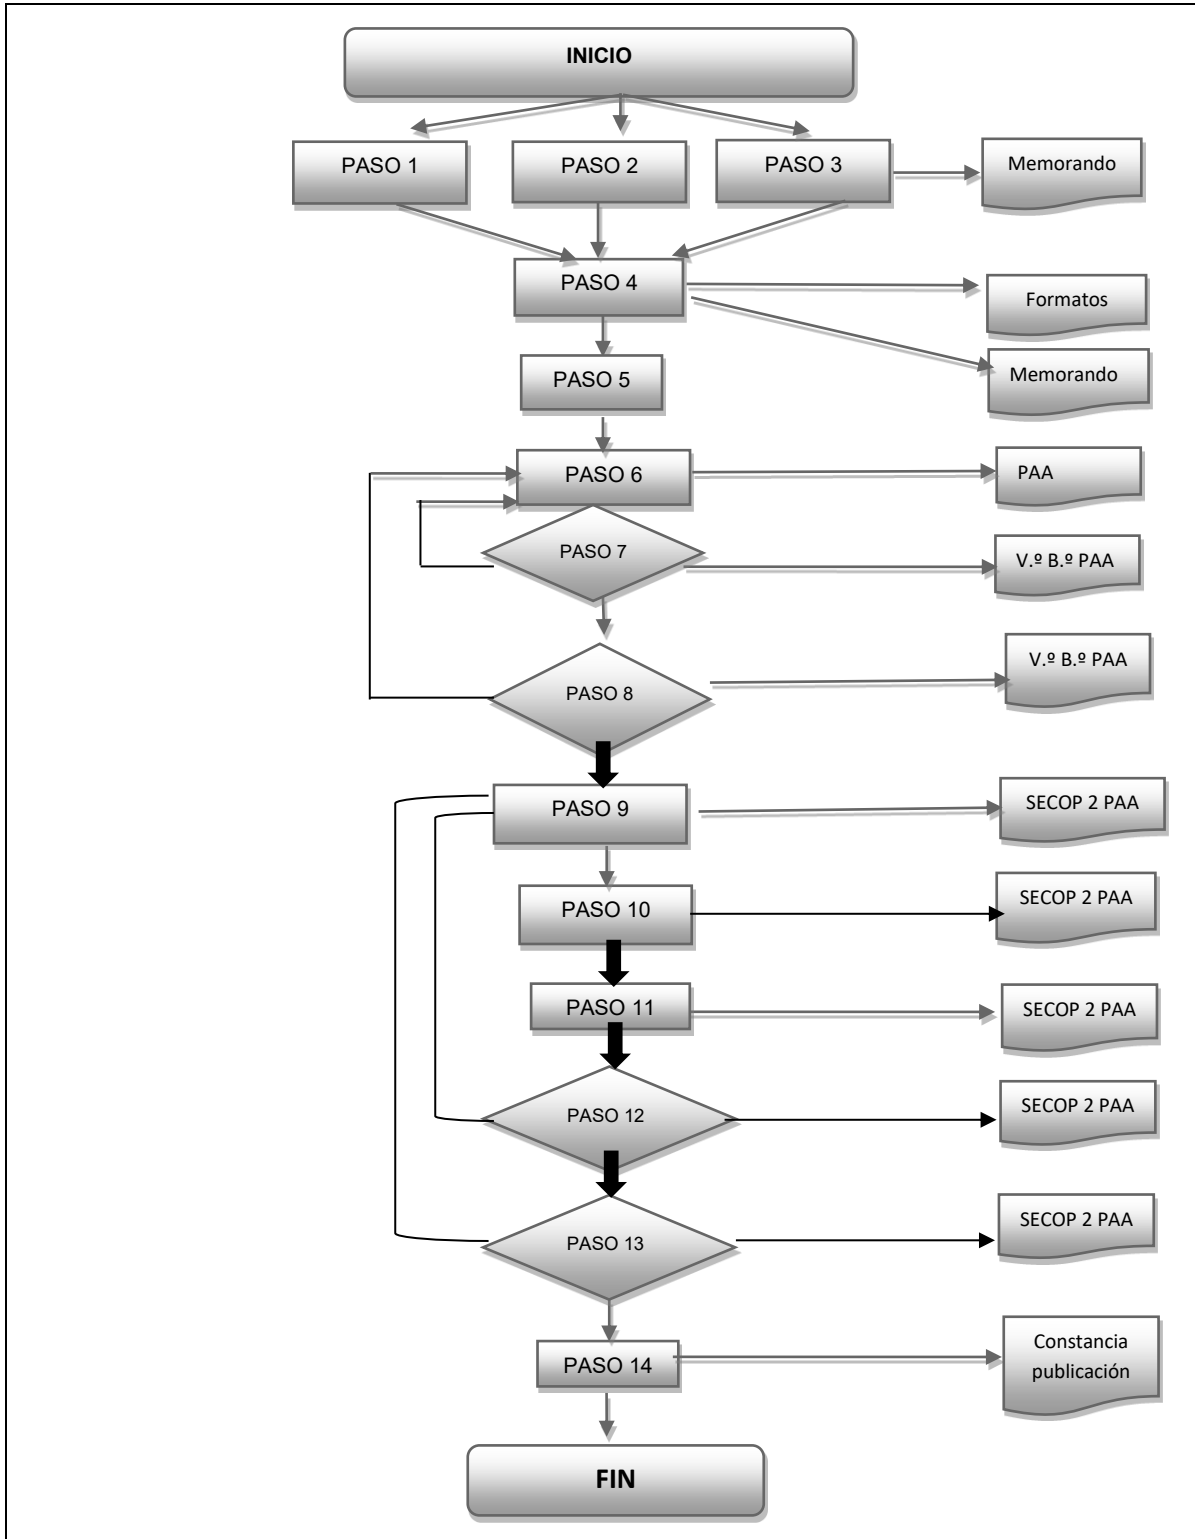 INICIO
PASO 1
PASO 2
PASO 3
Memorando
PASO 4
Formatos
Memorando
PASO 5
PASO 6
PAA
PASO 7
V.º B.º PAA
PASO 8
V.º B.º PAA
PASO 9
SECOP 2 PAA
PASO 10
SECOP 2 PAA
PASO 11
SECOP 2 PAA
PASO 12
SECOP 2 PAA
PASO 13
SECOP 2 PAA
PASO 14
Constancia
publicación
FIN